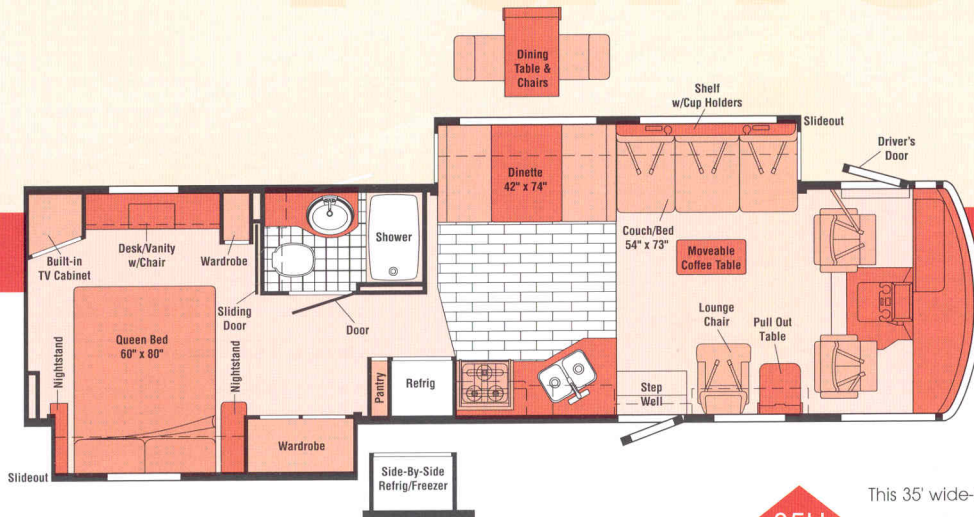 Dining
Table &
Chairs
Shelf
w/Cup Holders
Slideout
Driver's
Door
Dinette
42" x 74"
Couch/Bed
54" x 73"
Moveable
Coffee Table
Built-in
TV Cabinet
Desk/Vanity
w/Chair
Wardrobe
Shower
Sliding
Door
Door
Queen Bed
60" x 80"
Nightstand
Nightstand
Pantry
Refrig
Lounge
Chair
Pull Out
Table
Step
Well
Wardrobe
Slideout
Side-By-Side
Refrig/Freezer
This 35' wide-